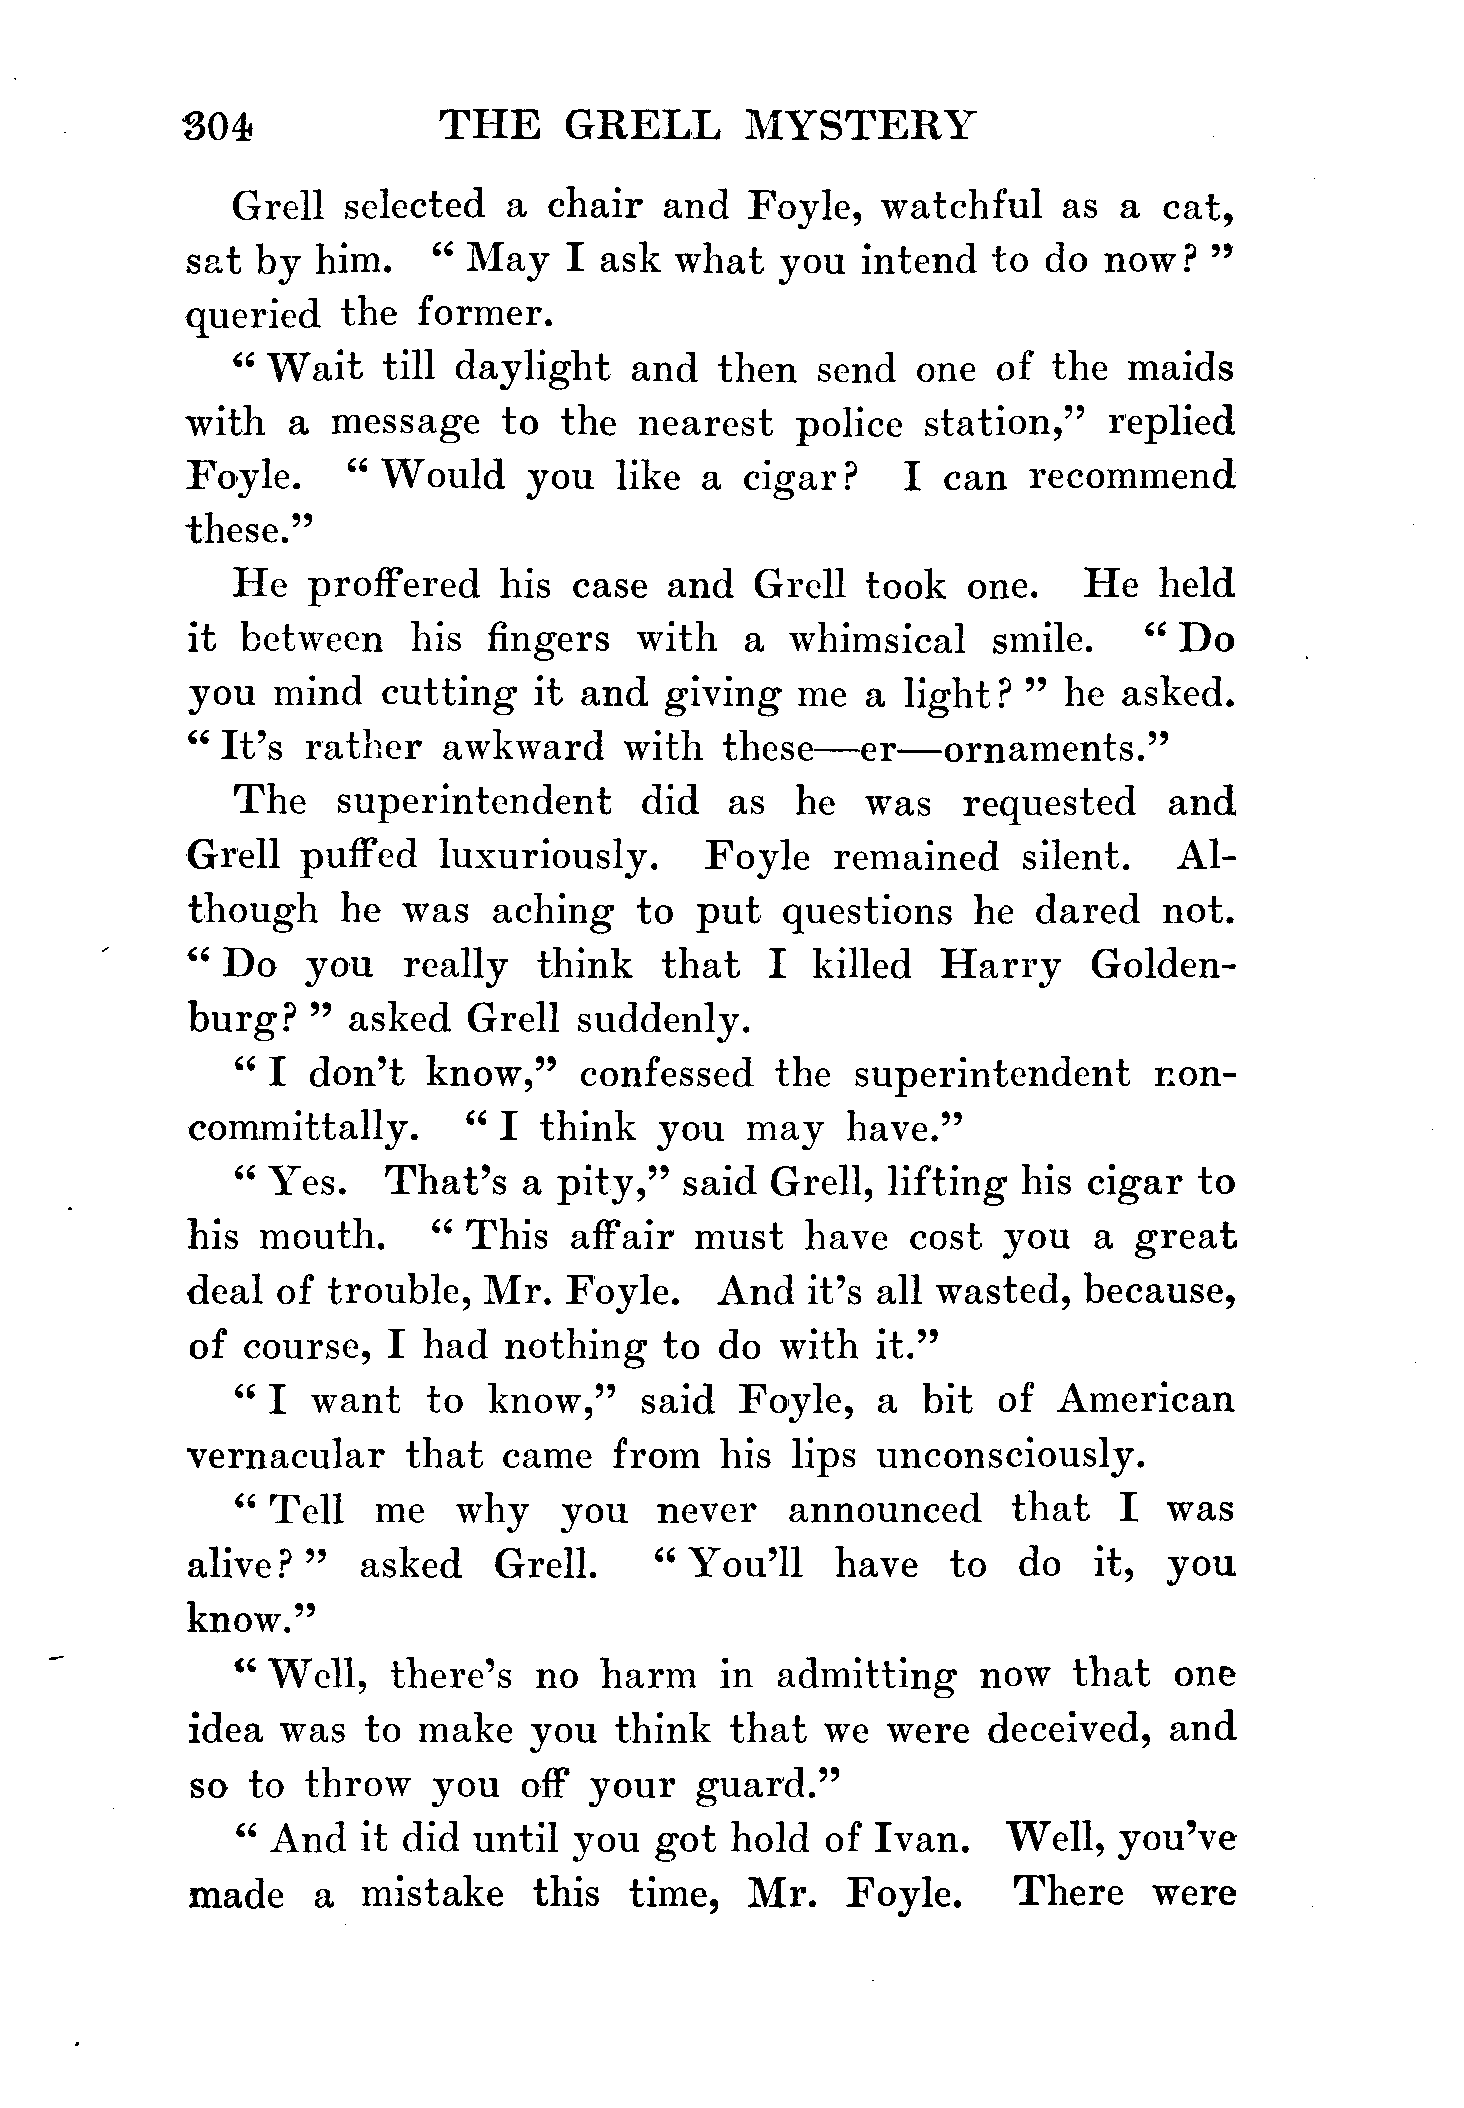 304 THE GRELL MYSTERY
Grell selected a chair and Foyle, watchful as a cat,
sat by him. “ May I ask what you intend to do now? ”
queried the former.
“ Wait till daylight and then send one of the maids
with a message to the nearest police station,” replied
Foyle. “ Would you like a cigar? I can recommend
these.”
He proffered his case and Grell took one. He held
it between his fingers with a whimsical smile. “ Do
you mind cutting it and giving me a light? ” he asked.
“ It’s rather awkward with these—er—ornaments.”
The superintendent did as he was requested and
Grell puffed luxuriously. Foyle remained silent. Al-
though he was aching to put questions he dared not.
“ Do you really think that I killed Harry Golden-
burg? ” asked Grell suddenly.
“ I don’t know,” confessed the superintendent non-
committally. “ I think you may have.”
“ Yes. That’s a pity,” said Grell, lifting his cigar to
his mouth. “ This affair must have cost you a great
deal of trouble, Mr. Foyle. And it’s all wasted, because,
of course, I had nothing to do with it.”
“ I want to know,” said Foyle, a bit of American
vernacular that came from his lips unconsciously.
“ Tell me why you never announced that I was
alive? ” asked Grell. “ You’ll have to do it, you
know.”
“ Well, there’s no harm in admitting now that one
idea was to make you think that we were deceived, and
so to throw you off your guard.”
“ And it did until you got hold of Ivan. Well, you’ve
made a mistake this time, Mr. Foyle. There were